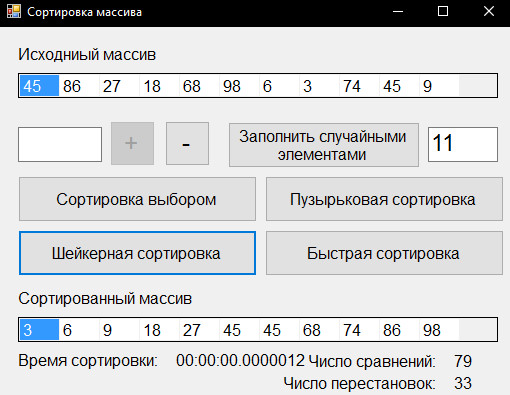 Сортировка массива
Исходниый массив
45 86 27 18 68 98 6 3 74 45 9
+ - Заполнить случайными элементами 11
Сортировка выбором Пузырьковая сортировка
Шейкерная сортировка Быстрая сортировка
Сортированный массив
3 6 9 18 27 45 45 68 74 86 98
Время сортировки: 00:00:00.0000012 Число сравнений: 79
Число перестановок: 33